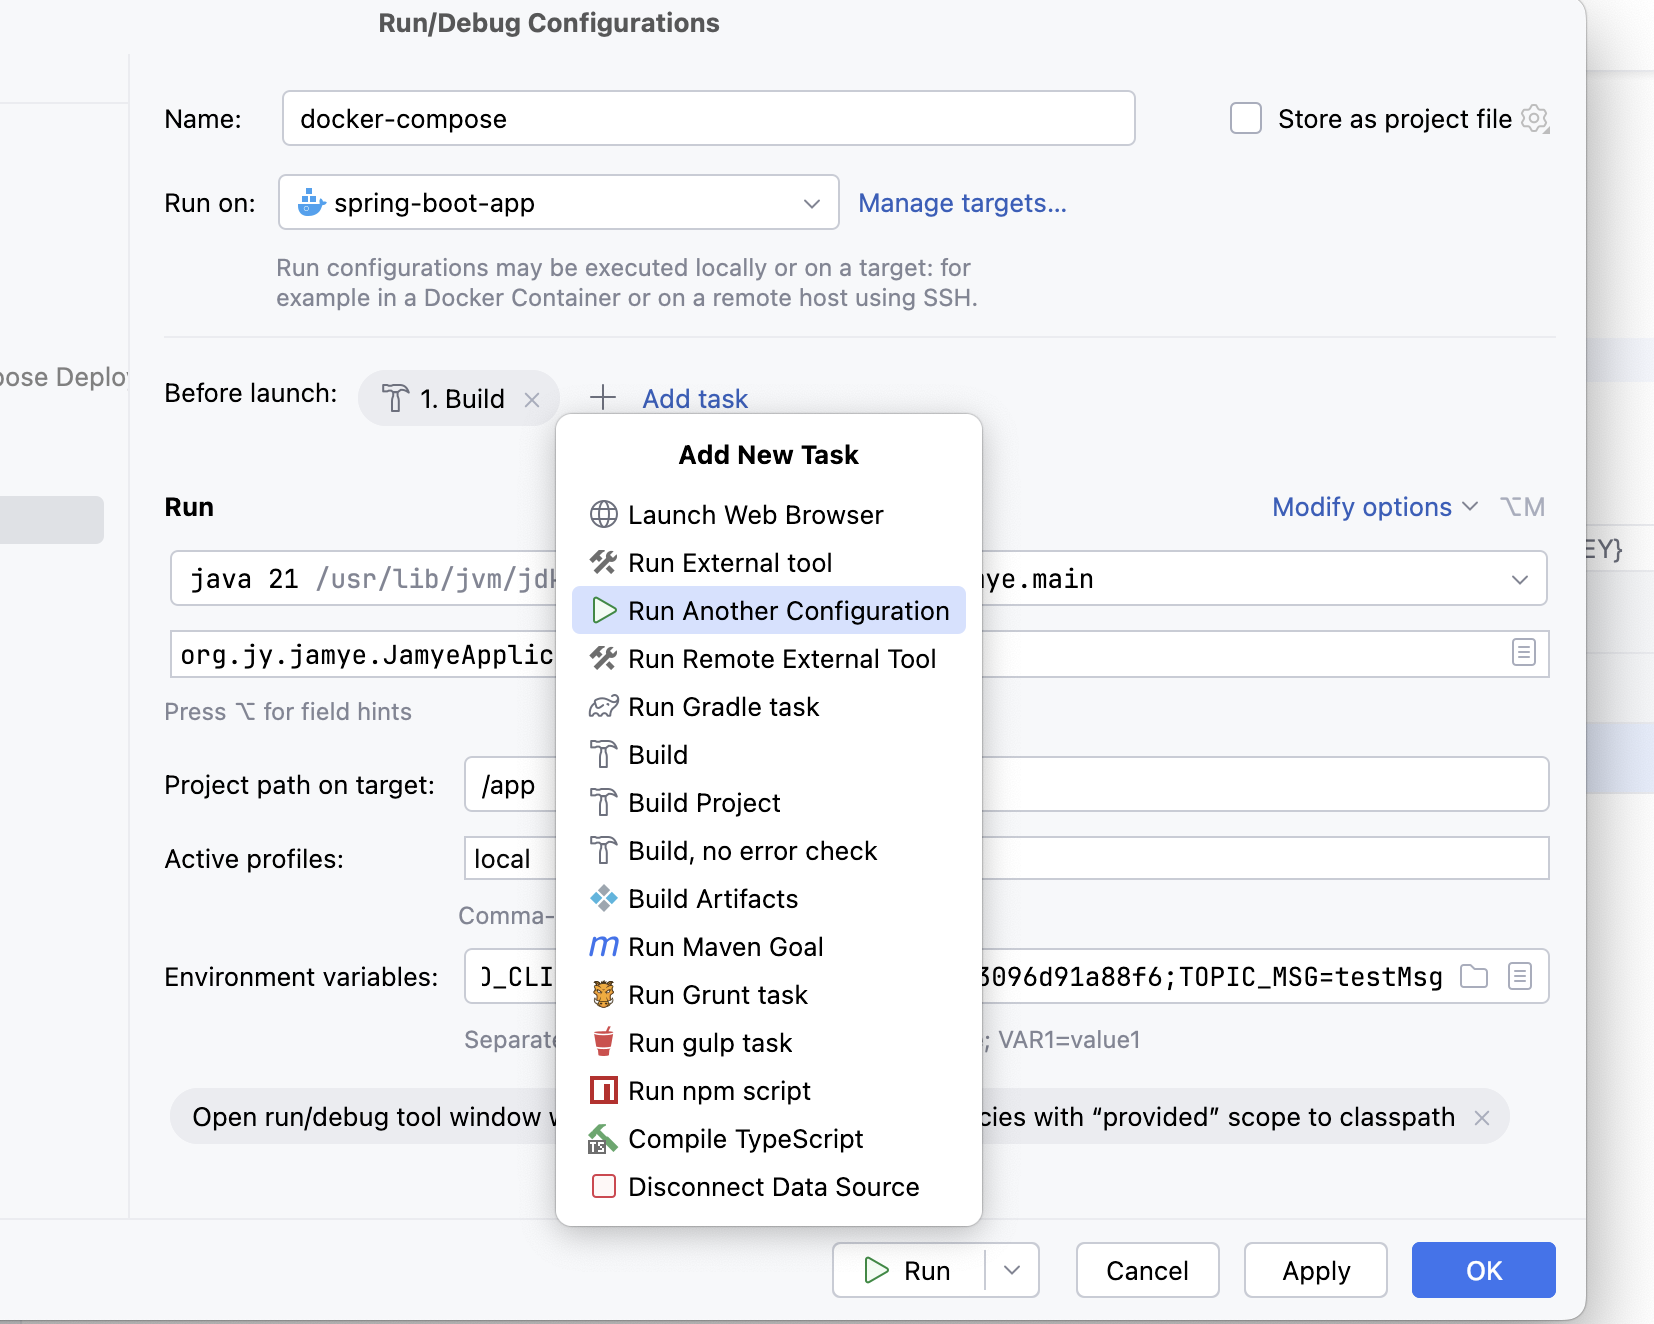 Run/Debug Configurations
Name: docker-compose Store as project file
Run on: spring-boot-app Manage targets...
Run configurations may be executed locally or on a target: for
example in a Docker Container or on a remote host using SSH.
Deploy
Before launch: 1. Build Add task
Add New Task
Launch Web Browser
Run External tool
Run Another Configuration
Run Remote External Tool
Run Gradle task
Build
Build Project
Build, no error check
Build Artifacts
Run Maven Goal
Run Grunt task
Run gulp task
Run npm script
Compile TypeScript
Disconnect Data Source
Run Modify options ⌥M
java 21 /usr/lib/jvm/jdk ye.main
EY}
org.jy.jamye.JamyeApplic
Press ⌥ for field hints
Project path on target: /app
Active profiles: local
Comma-
Environment variables: _CLI 3096d91a88f6;TOPIC_MSG=testMsg
Separate ; VAR1=value1
Open run/debug tool window cies with “provided” scope to classpath
Run Cancel Apply OK